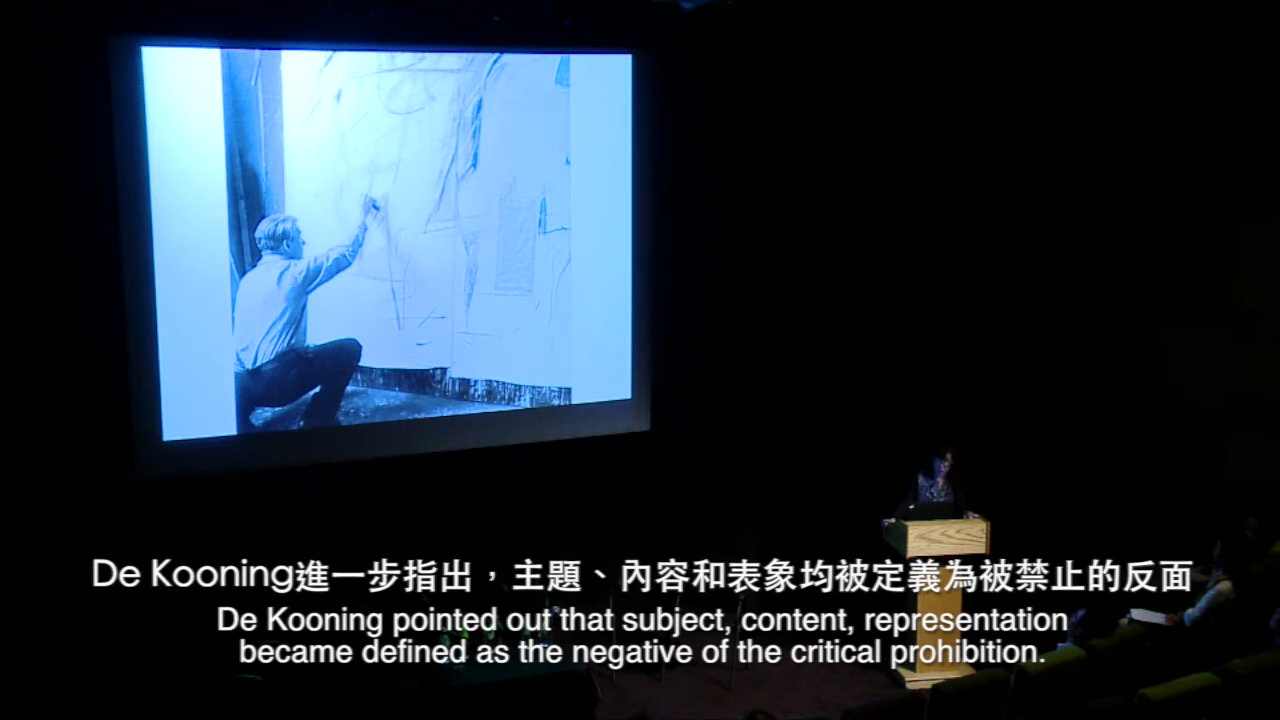 De Kooning進一步指出，主題、內容和表象均被定義為被禁止的反面
De Kooning pointed out that subject, content, representation
became defined as the negative of the critical prohibition.